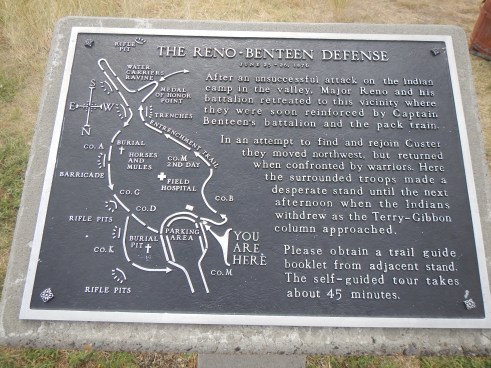 THE RENO-BENTEEN DEFENSE
JUNE 25-26, 1876
After an unsuccessful attack on the Indian
camp in the valley, Major Reno and his
battalion retreated to this vicinity where
they were soon reinforced by Captain
Benteen's battalion and the pack train.
In an attempt to find and rejoin Custer
they moved northwest, but returned
when confronted by warriors. Here
the surrounded troops made a
desperate stand until the next
afternoon when the Indians
withdrew as the Terry-Gibbon
column approached.
Please obtain a trail guide
booklet from adjacent stand.
The self-guided tour takes
about 45 minutes.
RIFLE
PIT
WATER
CARRIERS
RAVINE
MEDAL
OF HONOR
POINT
TRENCHES
S
E W
N
ENTRENCHMENT TRAIL
CO. A
BURIAL
HORSES
AND
MULES
CO. M
2ND DAY
BARRICADE
FIELD
HOSPITAL
CO. G
CO. B
CO. D
RIFLE PITS
PARKING
AREA
YOU
ARE
HERE
BURIAL
PIT
CO. K
CO. M
RIFLE PITS